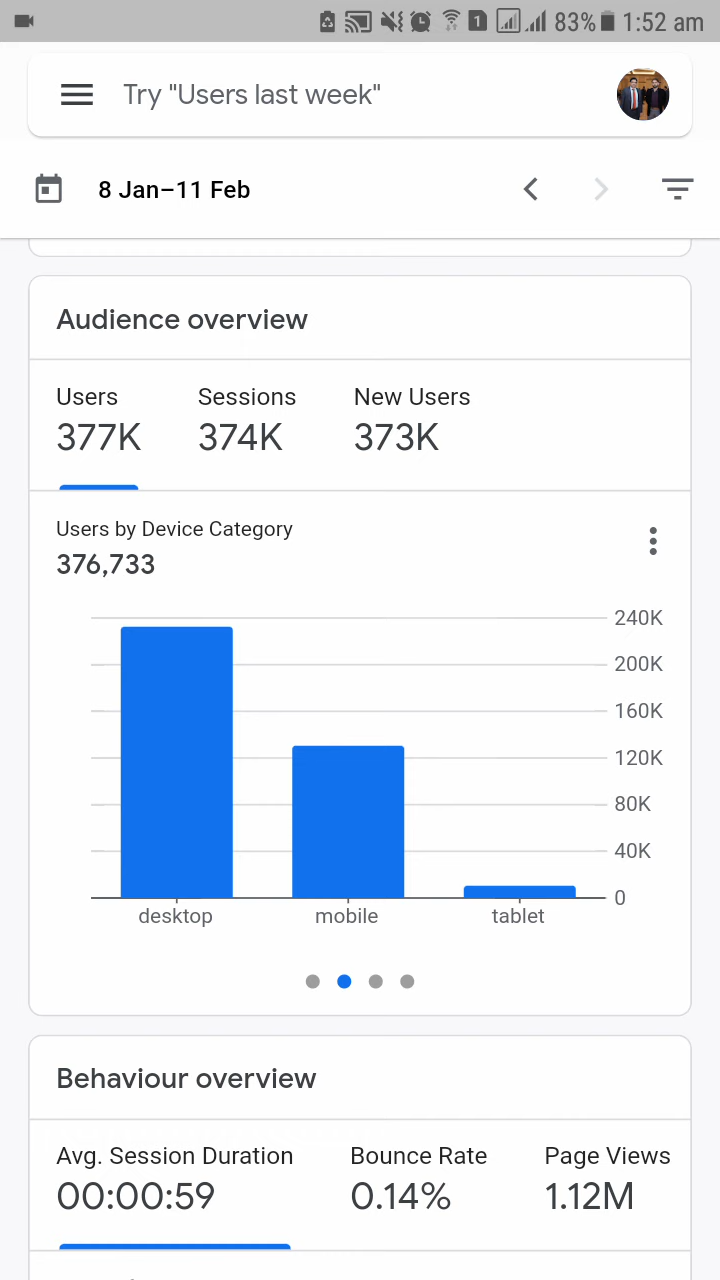 1 83% 1:52 am
Try "Users last week"
8 Jan–11 Feb
Audience overview
Users Sessions New Users
377K 374K 373K
Users by Device Category
376,733
240K
200K
160K
120K
80K
40K
0
desktop mobile tablet
Behaviour overview
Avg. Session Duration Bounce Rate Page Views
00:00:59 0.14% 1.12M